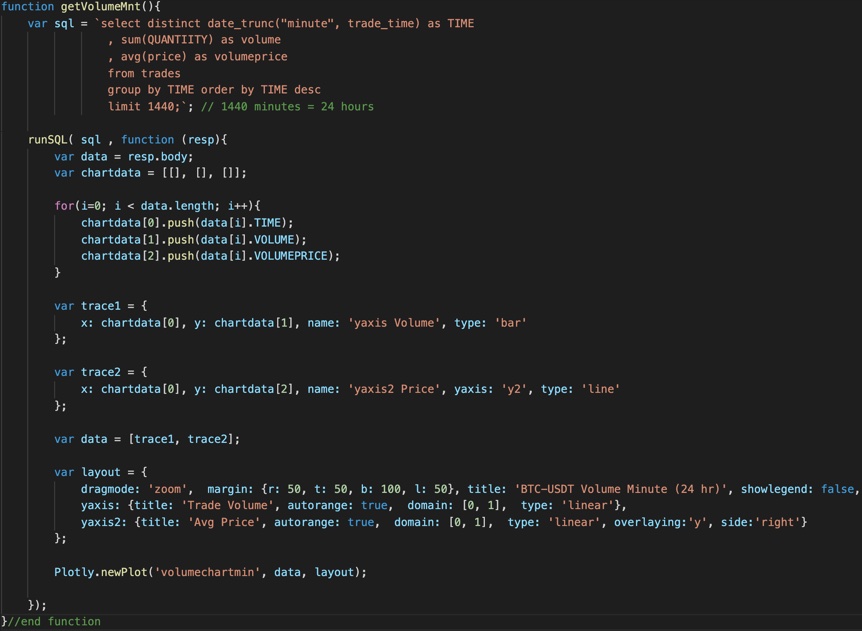 function getVolumeMnt(){
var sql = `select distinct date_trunc("minute", trade_time) as TIME
, sum(QUANTIITY) as volume
, avg(price) as volumeprice
from trades
group by TIME order by TIME desc
limit 1440;`; // 1440 minutes = 24 hours
runSQL( sql , function (resp){
var data = resp.body;
var chartdata = [[], [], []];
for(i=0; i < data.length; i++){
chartdata[0].push(data[i].TIME);
chartdata[1].push(data[i].VOLUME);
chartdata[2].push(data[i].VOLUMEPRICE);
}
var trace1 = {
x: chartdata[0], y: chartdata[1], name: 'yaxis Volume', type: 'bar'
};
var trace2 = {
x: chartdata[0], y: chartdata[2], name: 'yaxis2 Price', yaxis: 'y2', type: 'line'
};
var data = [trace1, trace2];
var layout = {
dragmode: 'zoom',  margin: {r: 50, t: 50, b: 100, l: 50}, title: 'BTC-USDT Volume Minute (24 hr)', showlegend: false,
yaxis: {title: 'Trade Volume', autorange: true,  domain: [0, 1],  type: 'linear'},
yaxis2: {title: 'Avg Price', autorange: true,  domain: [0, 1],  type: 'linear', overlaying:'y', side:'right'}
};
Plotly.newPlot('volumechartmin', data, layout);
});
}//end function